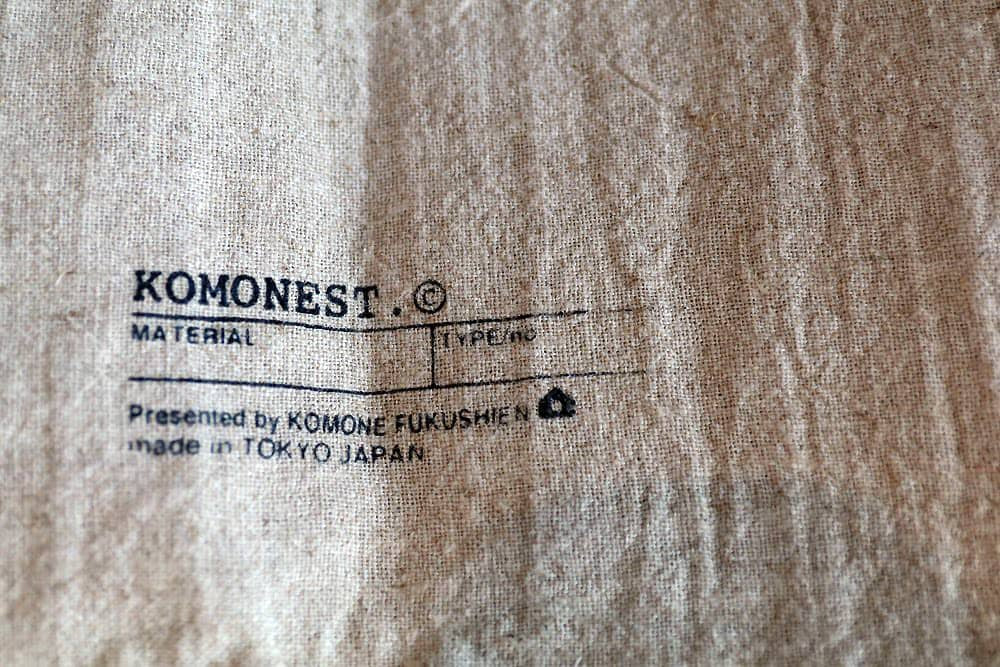 KOMONEST.©
MATERIAL TYPE/no
Presented by KOMONE FUKUSHIEN
made in TOKYO JAPAN